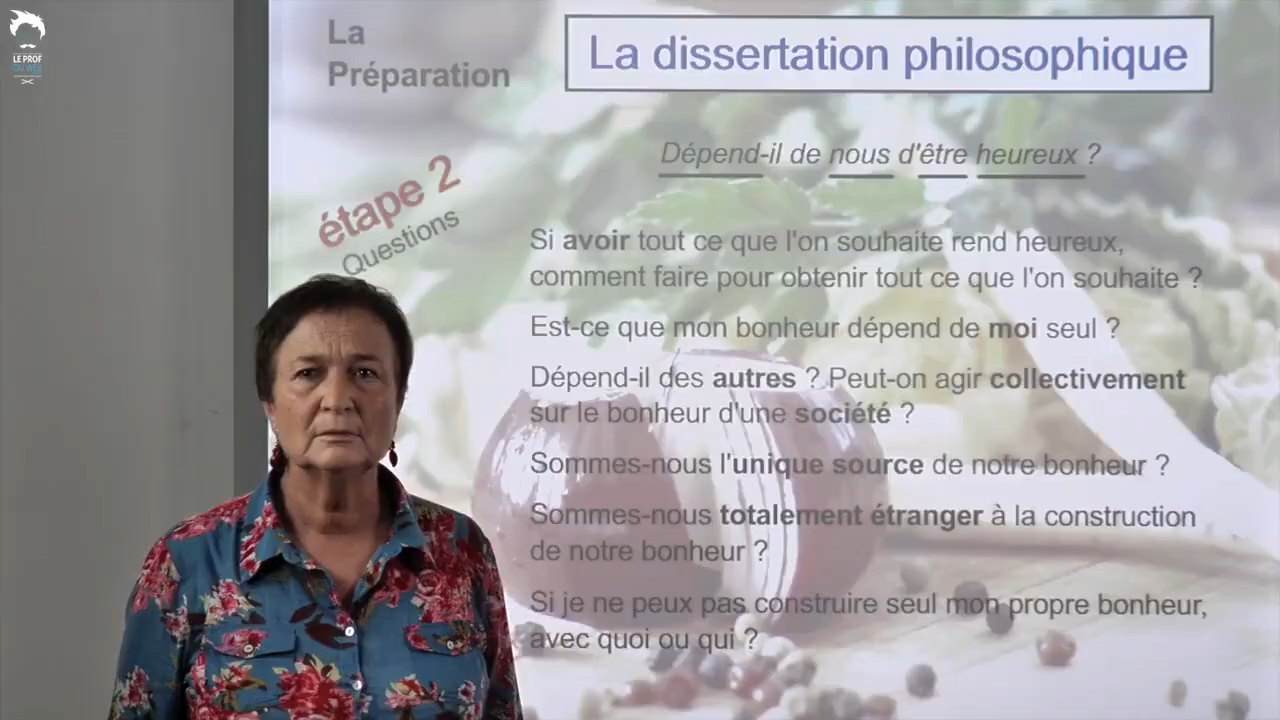 LE PROF
DU WEB
La
Préparation
La dissertation philosophique
Dépend-il de nous d'être heureux ?
étape 2
Questions
Si avoir tout ce que l'on souhaite rend heureux,
comment faire pour obtenir tout ce que l'on souhaite ?
Est-ce que mon bonheur dépend de moi seul ?
Dépend-il des autres ? Peut-on agir collectivement
sur le bonheur d'une société ?
Sommes-nous l'unique source de notre bonheur ?
Sommes-nous totalement étranger à la construction
de notre bonheur ?
Si je ne peux pas construire seul mon propre bonheur,
avec quoi ou qui ?